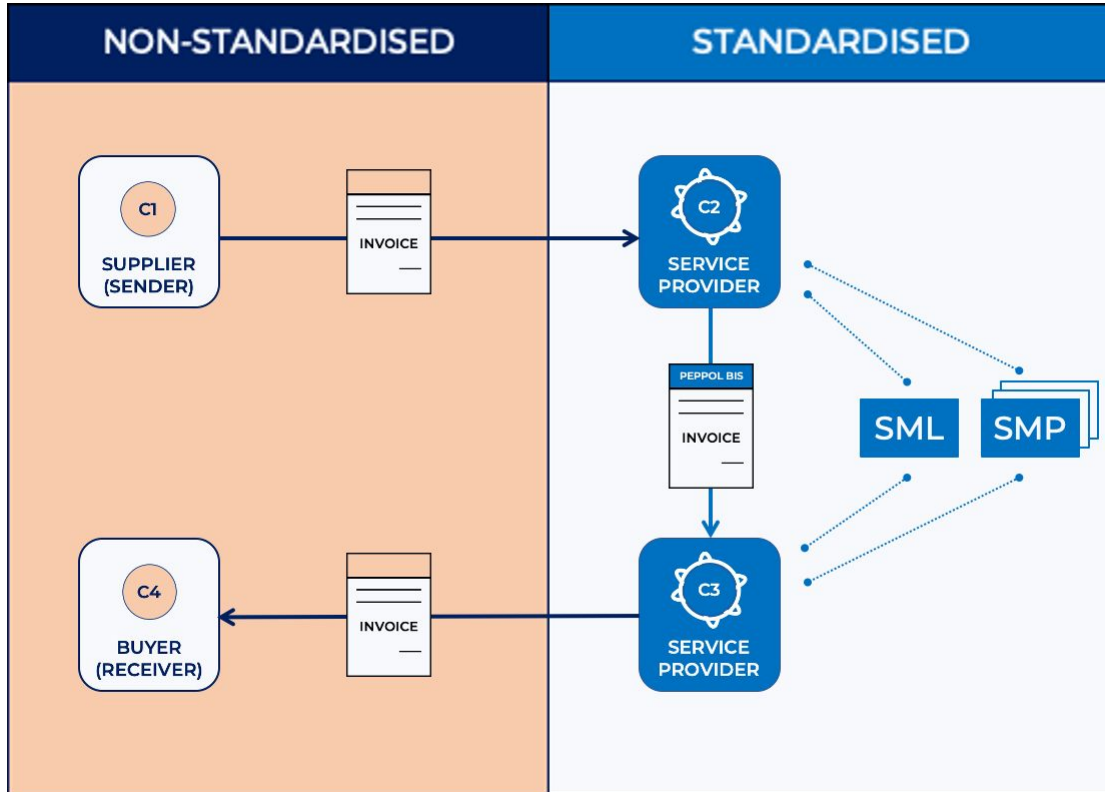 NON-STANDARDISED
STANDARDISED
C1
SUPPLIER
(SENDER)
INVOICE
C2
SERVICE
PROVIDER
PEPPOL BIS
INVOICE
SML
SMP
C4
BUYER
(RECEIVER)
INVOICE
C3
SERVICE
PROVIDER